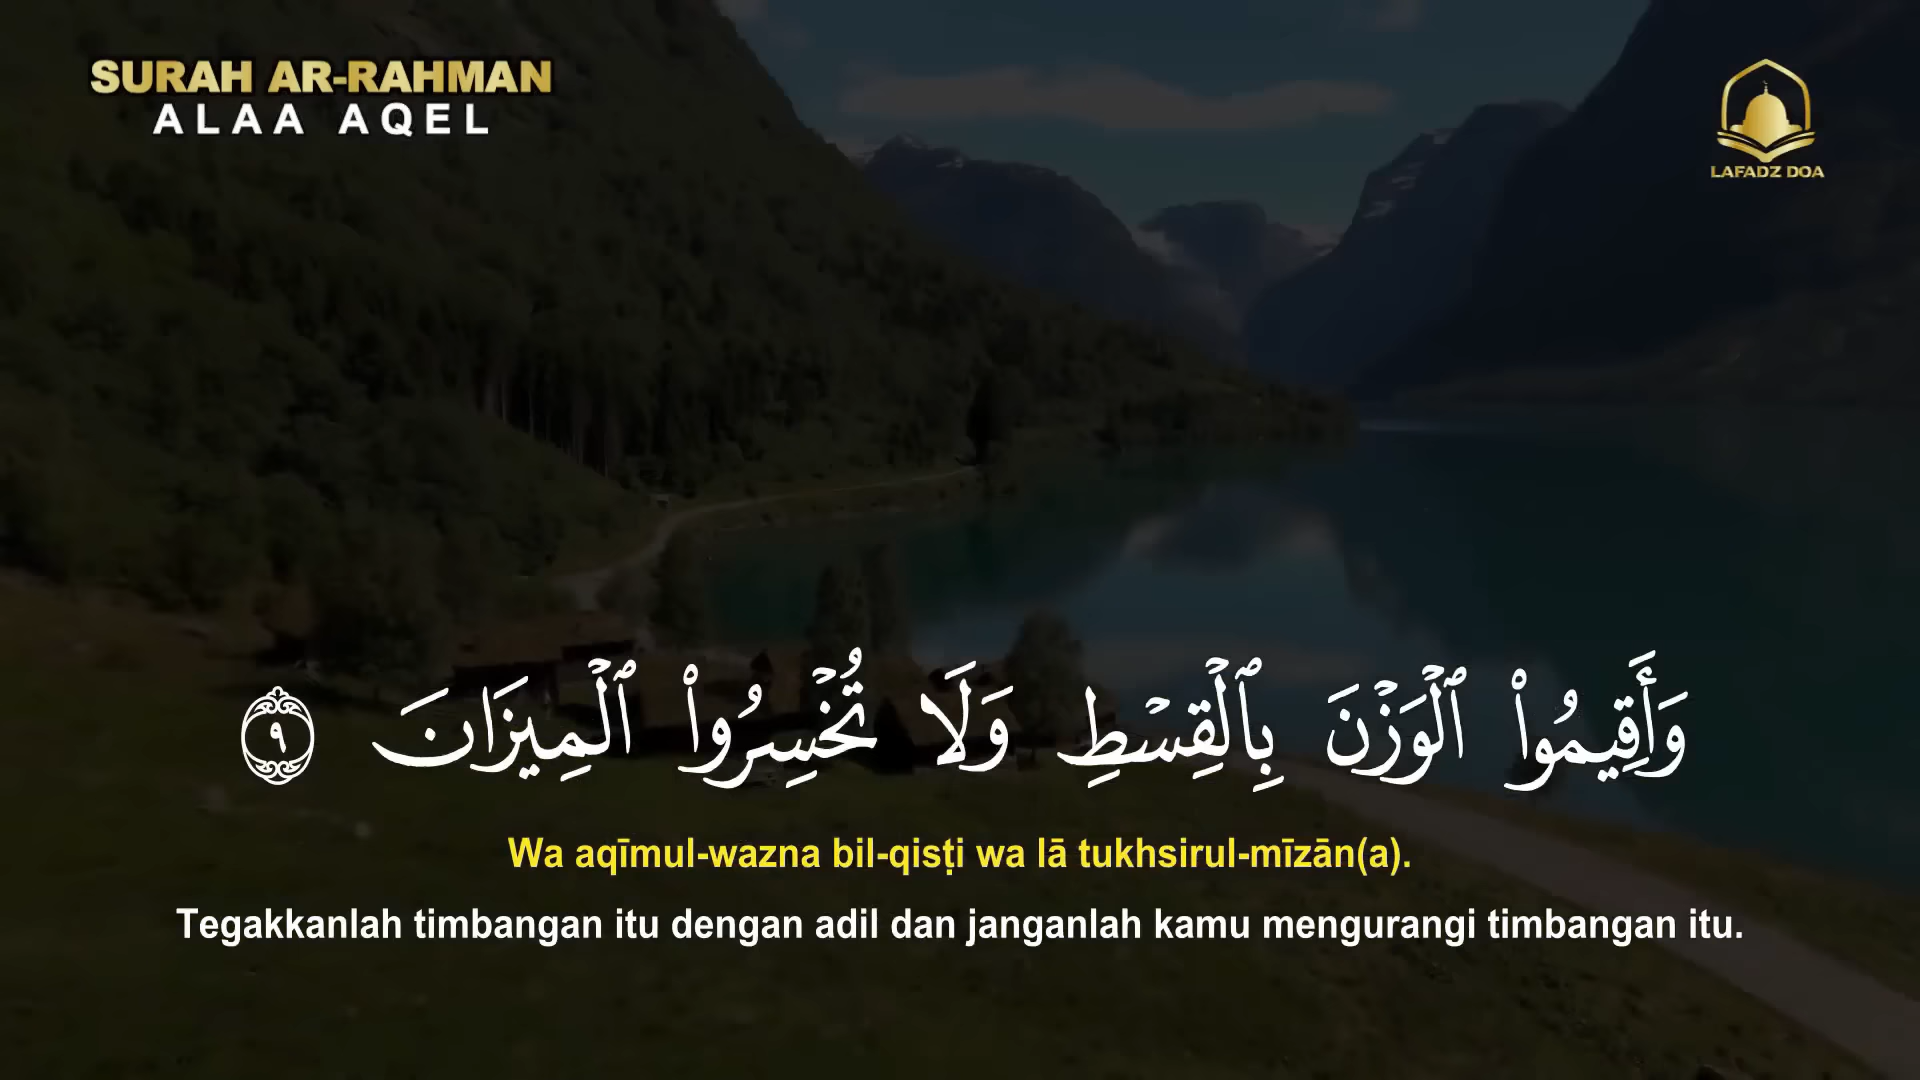 SURAH AR-RAHMAN
ALAA AQEL
LAFADZ DOA
وَأَقِيمُوا۟ ٱلْوَزْنَ بِٱلْقِسْطِ وَلَا تُخْسِرُوا۟ ٱلْمِيزَانَ ٩
Wa aqīmul-wazna bil-qisṭi wa lā tukhsirul-mīzān(a).
Tegakkanlah timbangan itu dengan adil dan janganlah kamu mengurangi timbangan itu.